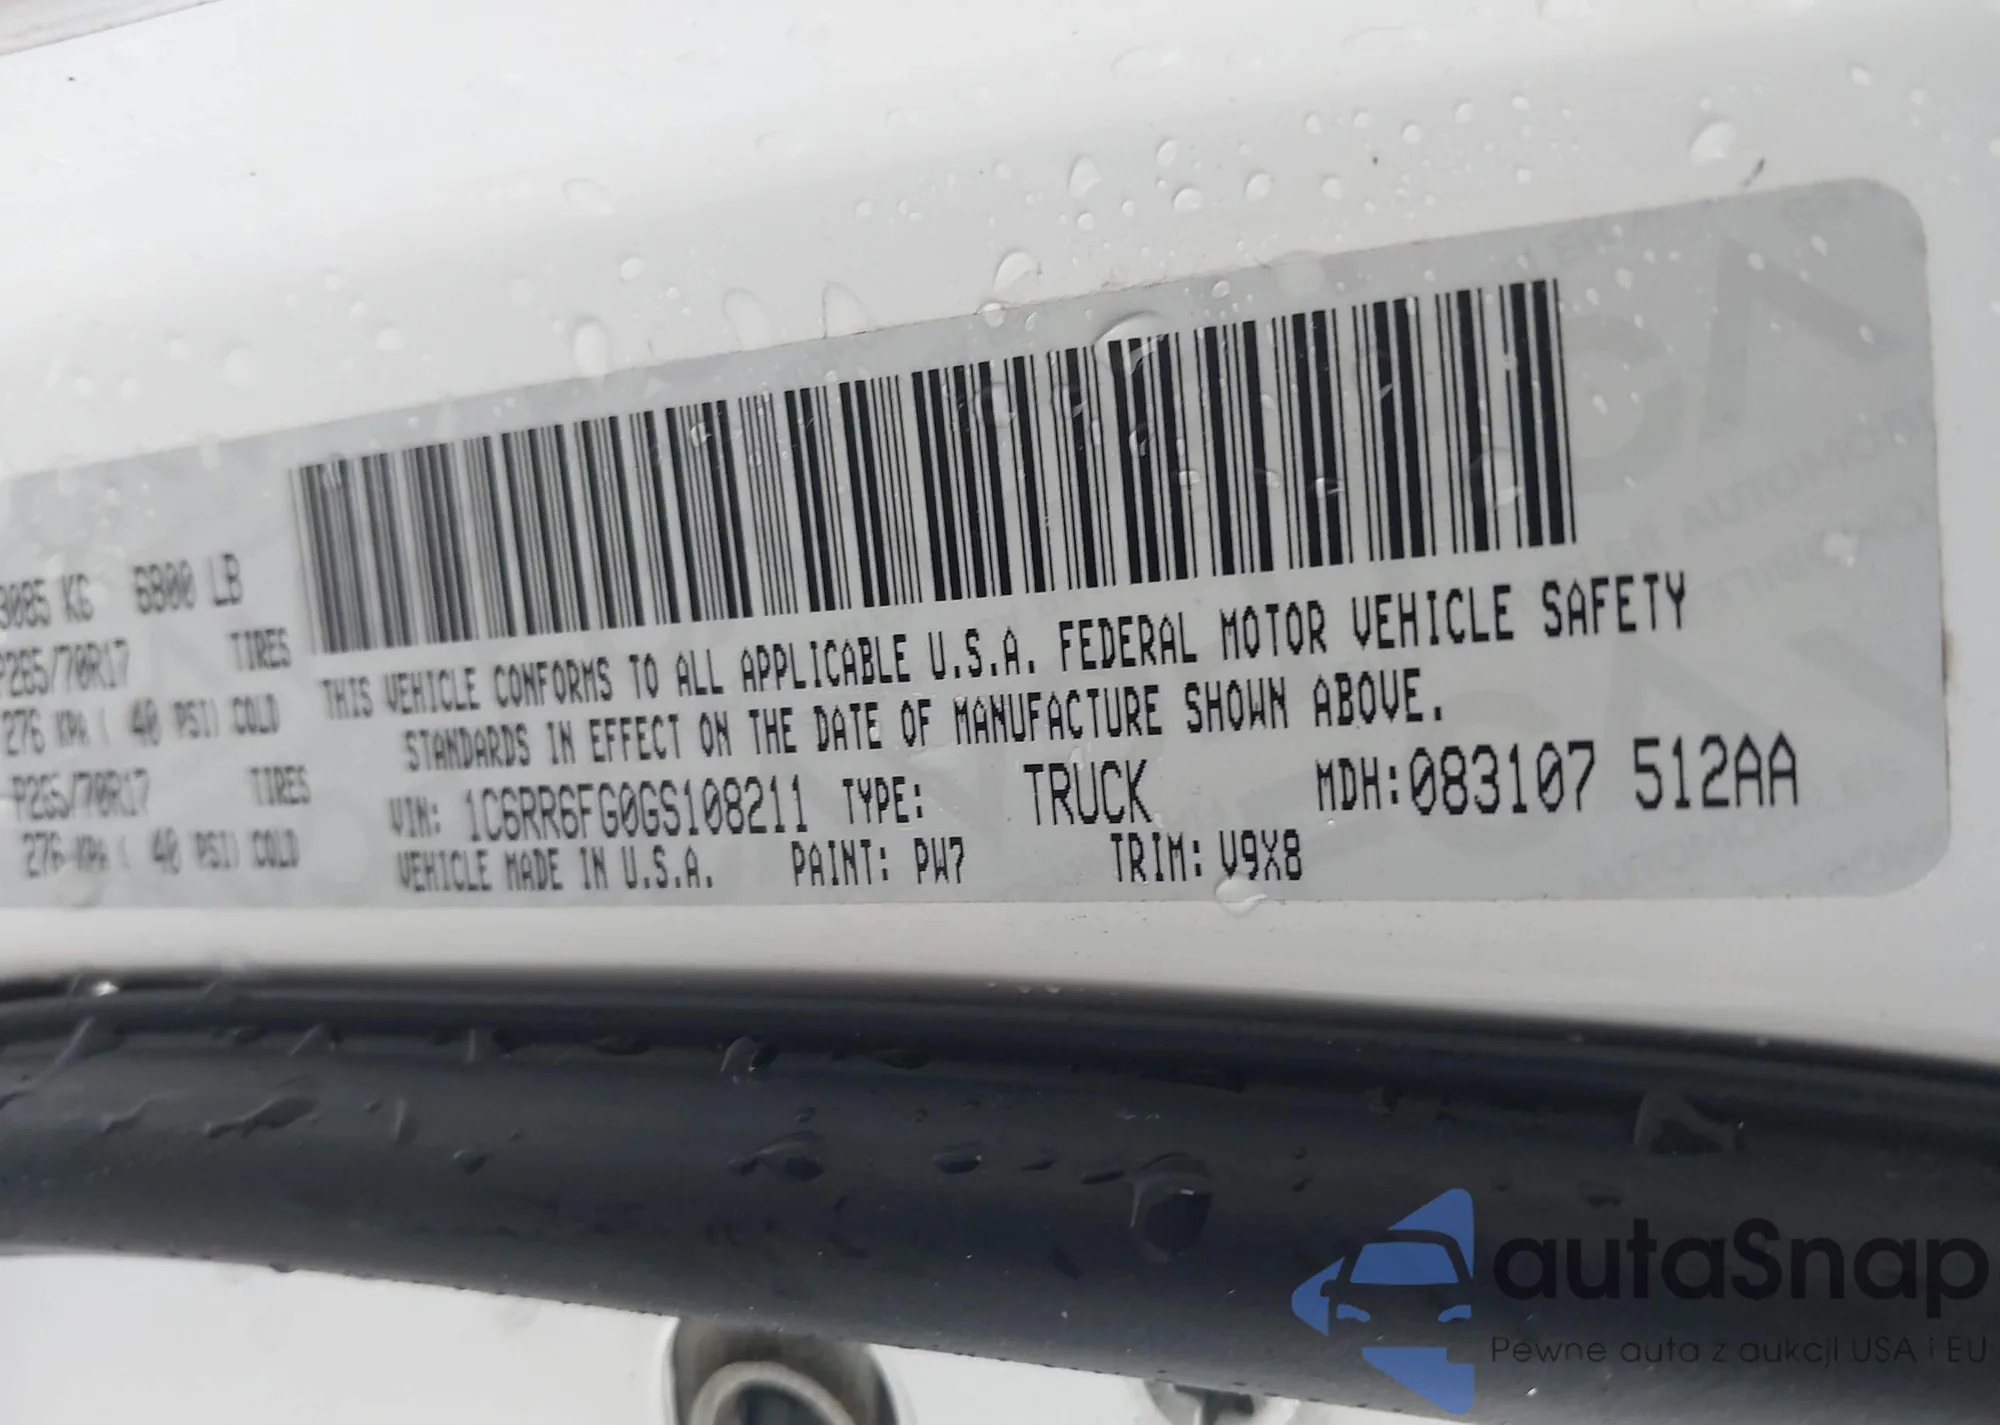 3085 KG 6800 LB
P265/70R17 TIRES
276 KPA ( 40 PSI) COLD
P265/70R17 TIRES
276 KPA ( 40 PSI) COLD
THIS VEHICLE CONFORMS TO ALL APPLICABLE U.S.A. FEDERAL MOTOR VEHICLE SAFETY
STANDARDS IN EFFECT ON THE DATE OF MANUFACTURE SHOWN ABOVE.
VIN: 1C6RR6FG0GS108211 TYPE: TRUCK MDH:083107 512AA
VEHICLE MADE IN U.S.A. PAINT: PW7 TRIM: V9X8
autaSnap
Pewne auta z aukcji USA i EU